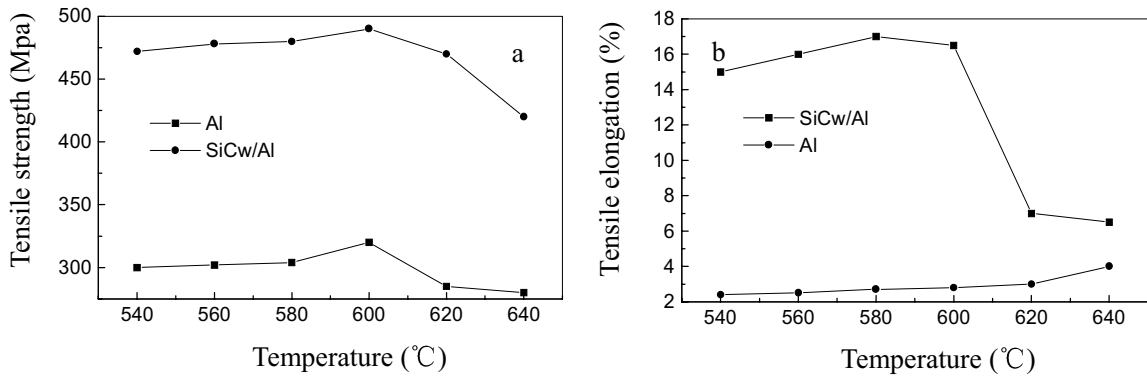 500
450
400
350
300
Tensile strength (Mpa)
a
Al
SiCw/Al
540 560 580 600 620 640
Temperature (℃)
18
16
14
12
10
8
6
4
2
Tensile elongation (%)
b
SiCw/Al
Al
540 560 580 600 620 640
Temperature (℃)